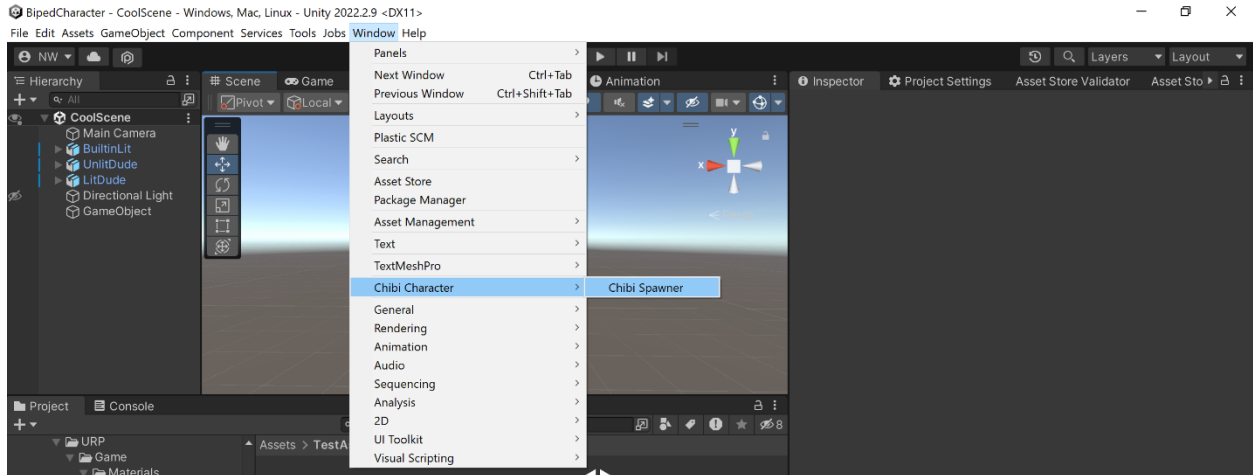 BipedCharacter - CoolScene - Windows, Mac, Linux - Unity 2022.2.9 <DX11>
File Edit Assets GameObject Component Services Tools Jobs Window Help
NW
Layers
Layout
Hierarchy
All
CoolScene
Main Camera
BuiltinLit
UnlitDude
LitDude
Directional Light
GameObject
Scene
Game
Pivot
Local
Panels
Next Window Ctrl+Tab
Previous Window Ctrl+Shift+Tab
Layouts
Plastic SCM
Search
Asset Store
Package Manager
Asset Management
Text
TextMeshPro
Chibi Character
Chibi Spawner
General
Rendering
Animation
Audio
Sequencing
Analysis
2D
UI Toolkit
Visual Scripting
Animation
y
x
Inspector
Project Settings
Asset Store Validator
Asset Sto
Project
Console
8
URP
Game
Materials
Assets > TestA